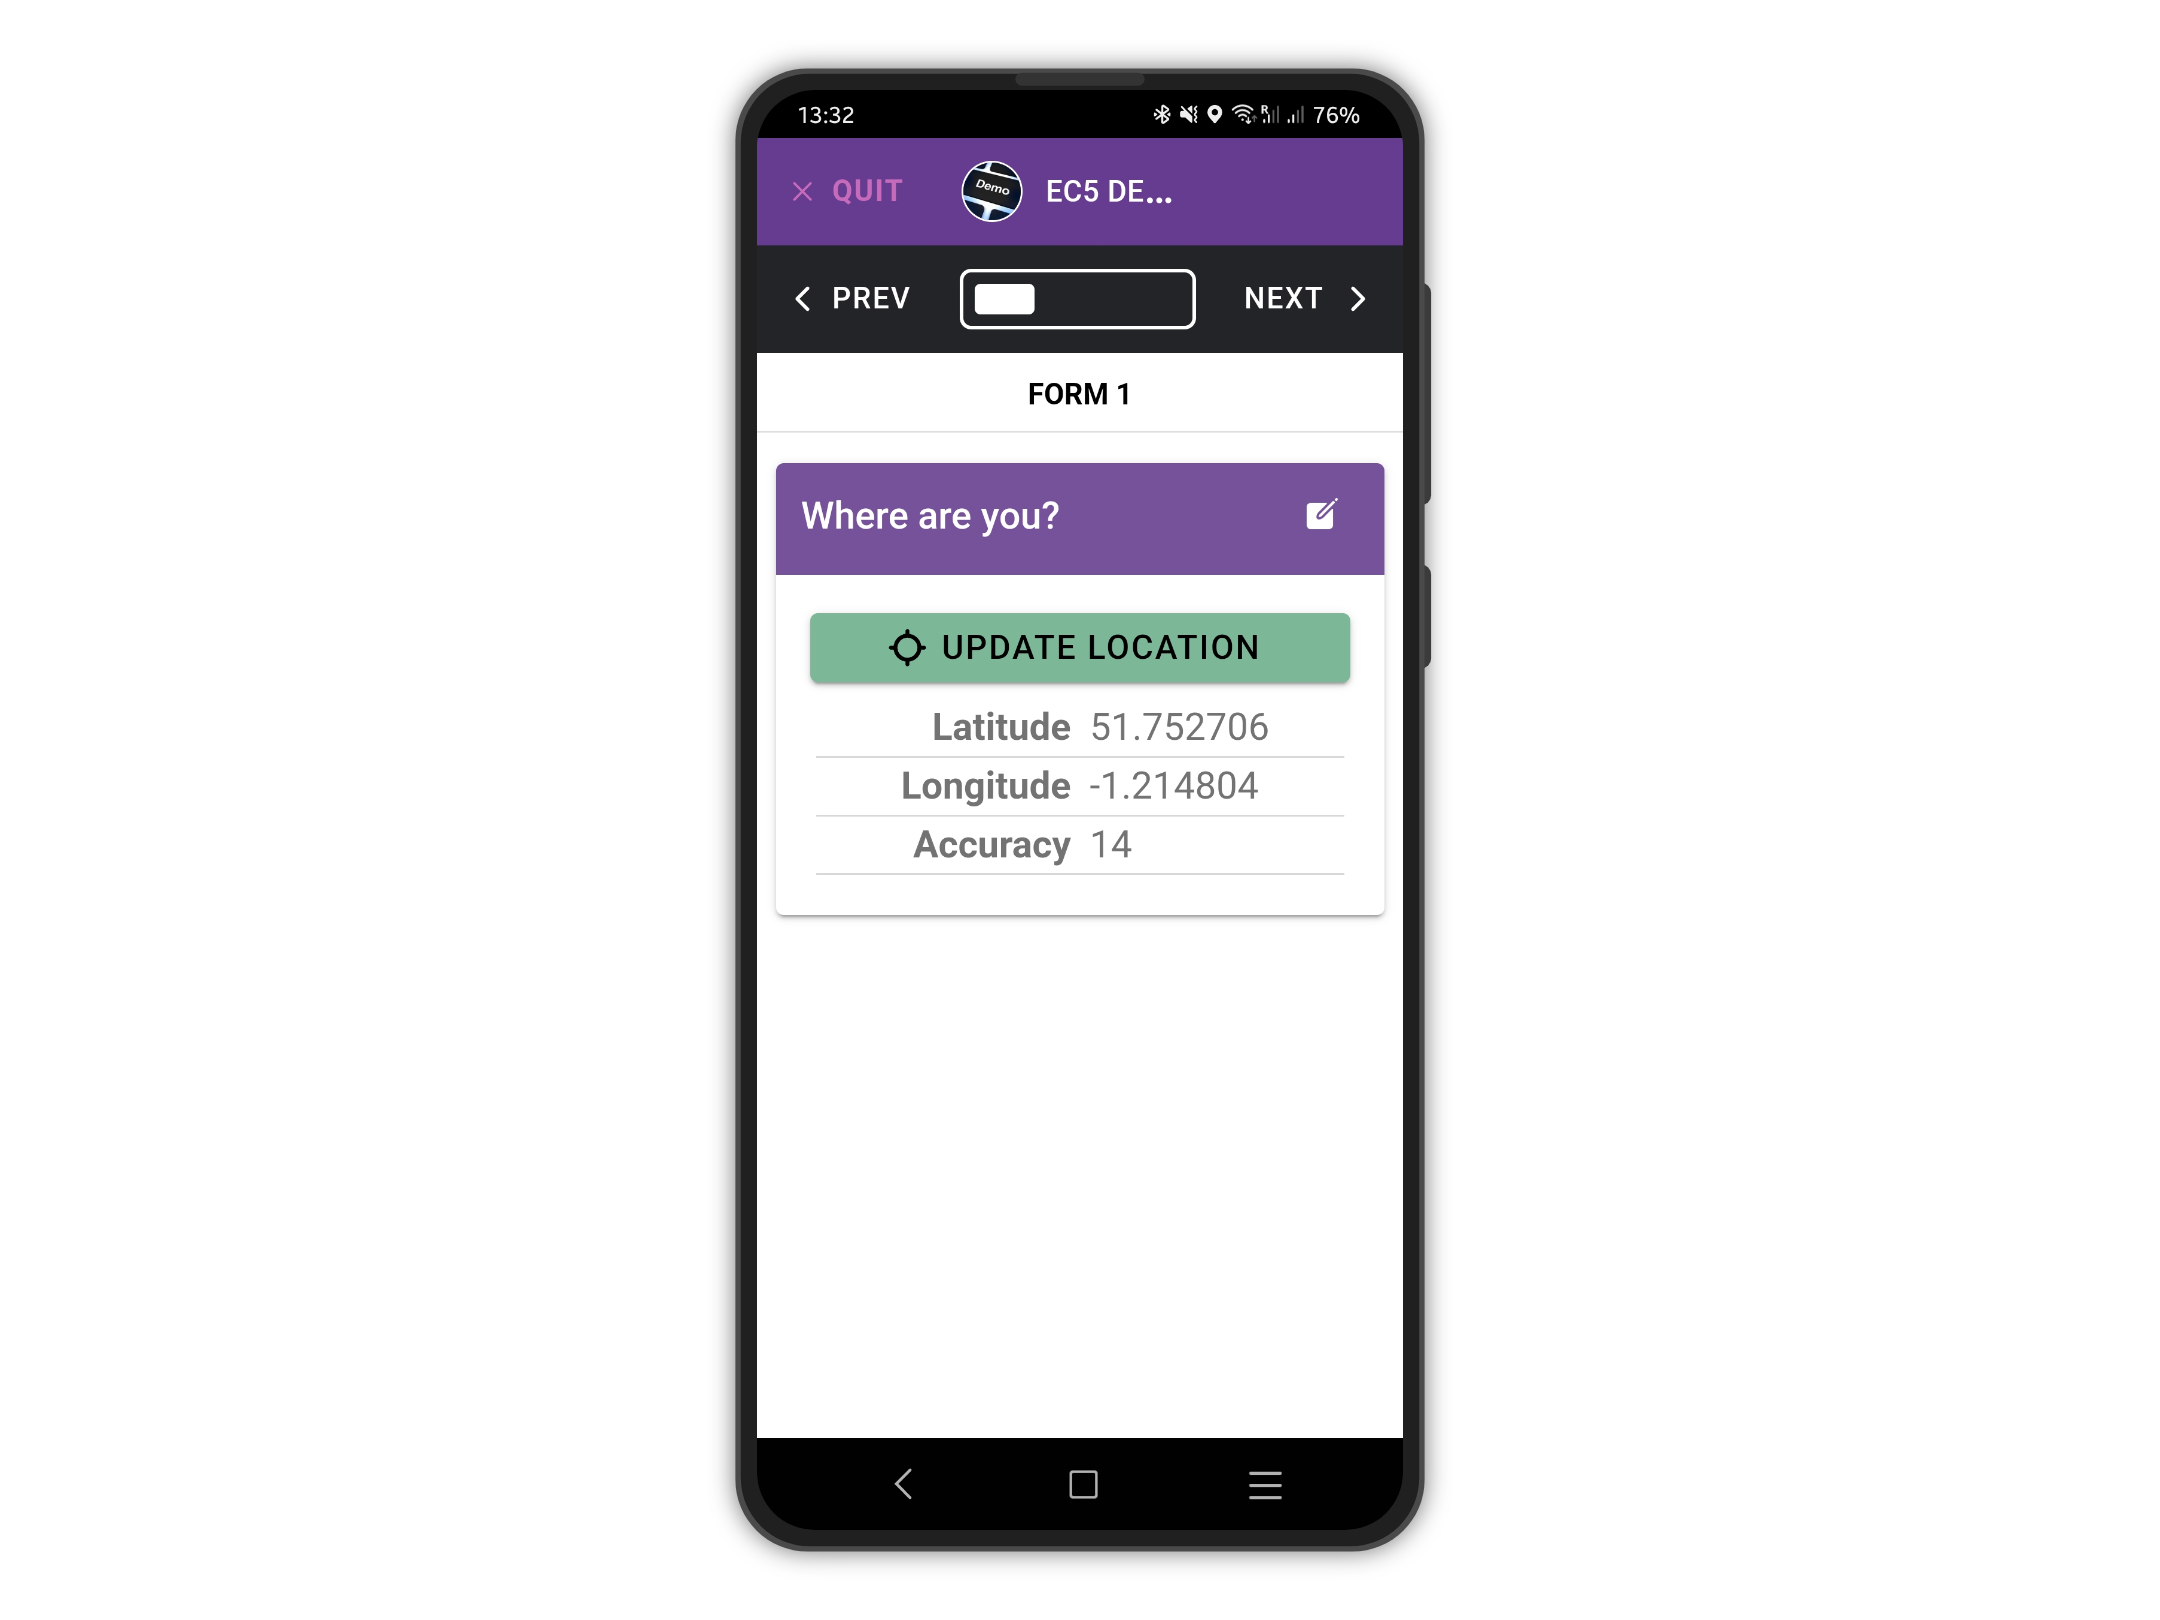 13:32 R 76%
QUIT Demo EC5 DE...
PREV NEXT
FORM 1
Where are you?
UPDATE LOCATION
Latitude 51.752706
Longitude -1.214804
Accuracy 14